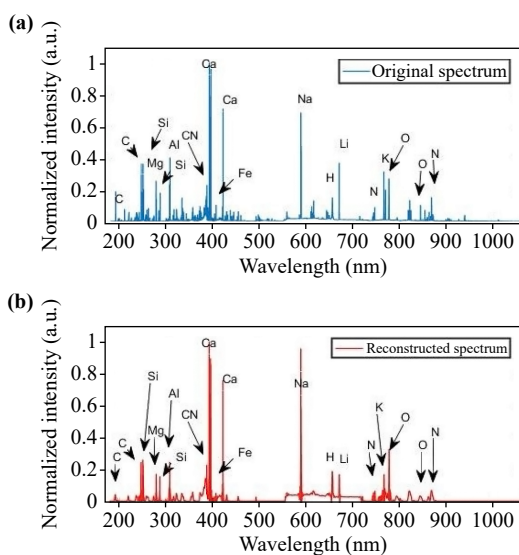 (a)
Normalized intensity (a.u.)
1
0.8
0.6
0.4
0.2
0
Original spectrum
Ca
Ca
Na
Si
C
Mg
Al
Si
CN
C
Fe
H
Li
N
K
O
O
N
200 300 400 500 600 700 800 900 1000
Wavelength (nm)
(b)
Normalized intensity (a.u.)
1
0.8
0.6
0.4
0.2
0
Reconstructed spectrum
Ca
Ca
Na
Si
Al
C
Mg
CN
C
Si
Fe
H
Li
N
K
O
O
N
200 300 400 500 600 700 800 900 1000
Wavelength (nm)